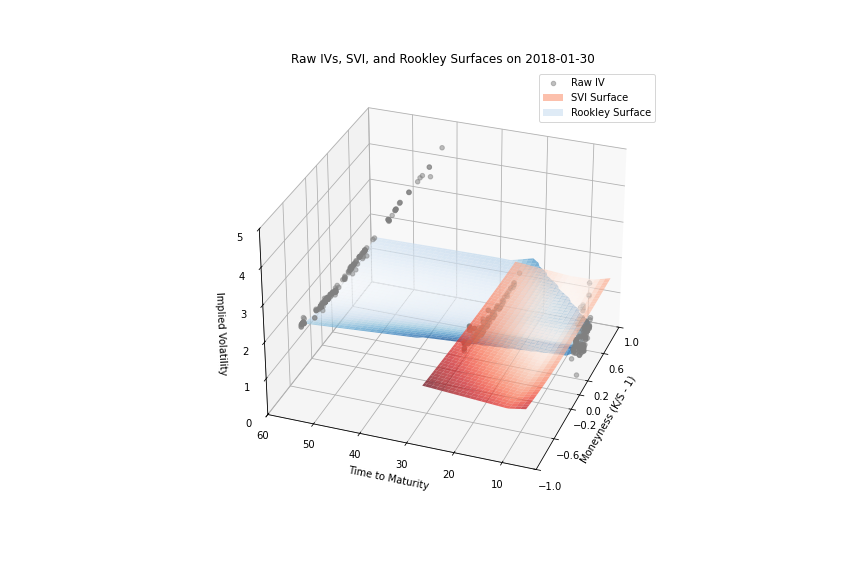 Raw IVs, SVI, and Rookley Surfaces on 2018-01-30
Raw IV
SVI Surface
Rookley Surface
5
4
3
2
1
0
Implied Volatility
60
50
40
30
20
10
Time to Maturity
1.0
0.6
0.2
0.0
−0.2
−0.6
−1.0
Moneyness (K/S - 1)